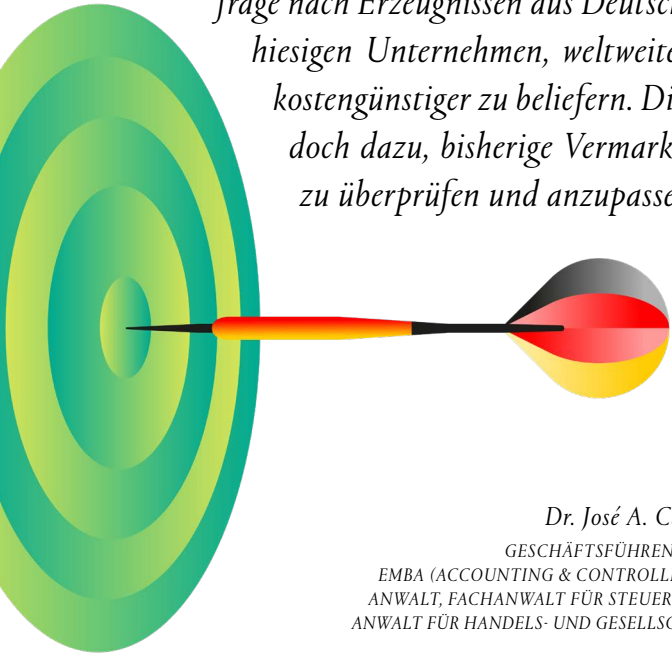 frage nach Erzeugnissen aus Deutsch
hiesigen Unternehmen, weltweit
kostengünstiger zu beliefern. Di
doch dazu, bisherige Vermark
zu überprüfen und anzupasse
Dr. José A. C
GESCHÄFTSFÜHREN
EMBA (ACCOUNTING & CONTROLL
ANWALT, FACHANWALT FÜR STEUER
ANWALT FÜR HANDELS- UND GESELLSC